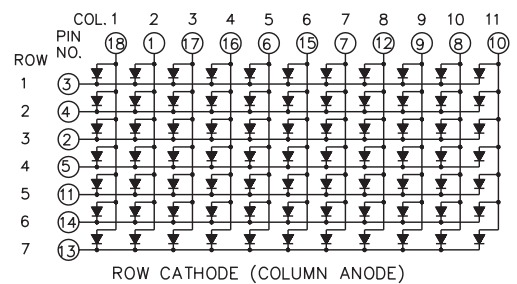 COL. 1 2 3 4 5 6 7 8 9 10 11
PIN NO. 18 1 17 16 6 15 7 12 9 8 10
ROW
1 3
2 4
3 2
4 5
5 11
6 14
7 13
ROW CATHODE (COLUMN ANODE)